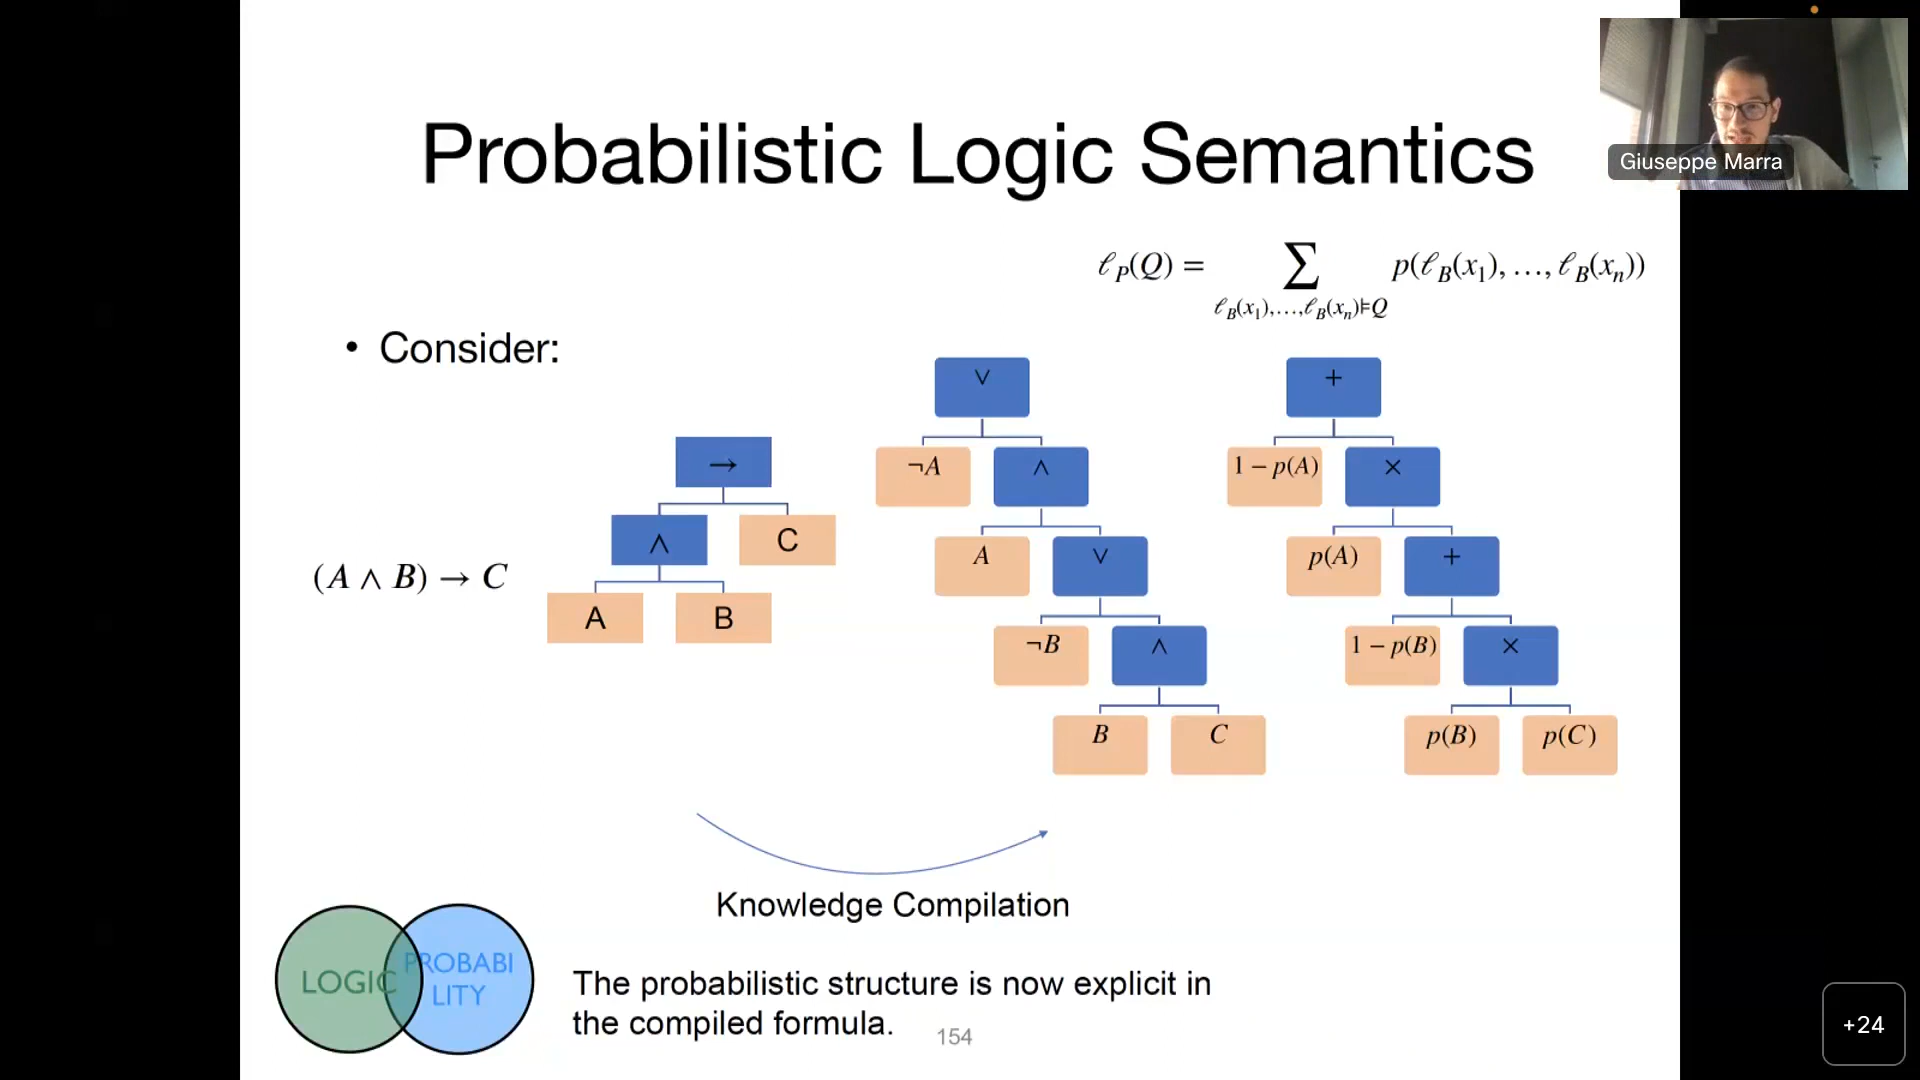 Probabilistic Logic Semantics
Giuseppe Marra
ℓ_P(Q) = ∑ p(ℓ_B(x_1), …, ℓ_B(x_n))
ℓ_B(x_1),…,ℓ_B(x_n)⊨Q
• Consider:
(A ∧ B) → C
→
∧ C
A B
∨
¬A ∧
A ∨
¬B ∧
B C
+
1 − p(A) ×
p(A) +
1 − p(B) ×
p(B) p(C)
Knowledge Compilation
LOGIC
PROBABI
LITY
The probabilistic structure is now explicit in
the compiled formula.
154
+24